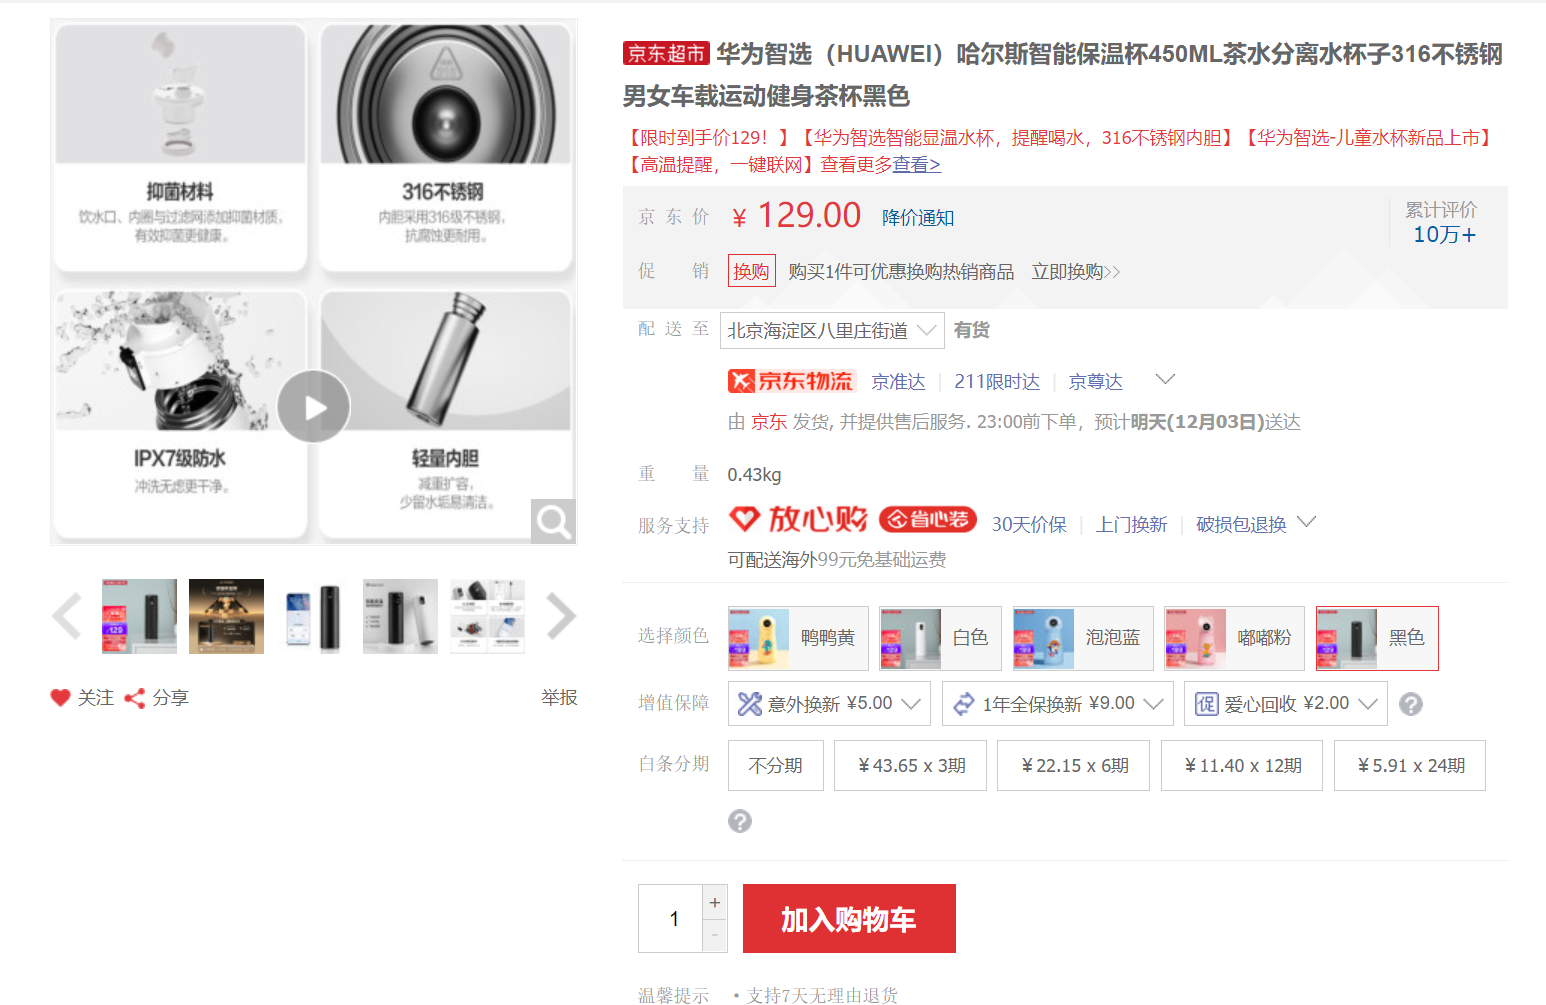 抑菌材料
饮水口、内圈与过滤网添加抑菌材质,
有效抑菌更健康。
316不锈钢
内胆采用316级不锈钢,
抗腐蚀更耐用。
IPX7级防水
冲洗无虑更干净。
轻量内胆
减重扩容,
少留水垢易清洁。
关注
分享
举报
京东超市 华为智选（HUAWEI）哈尔斯智能保温杯450ML茶水分离水杯子316不锈钢
男女车载运动健身茶杯黑色
【限时到手价129！】【华为智选智能显温水杯，提醒喝水，316不锈钢内胆】【华为智选-儿童水杯新品上市】
【高温提醒，一键联网】查看更多查看>
京东价 ¥ 129.00 降价通知
累计评价
10万+
促销 换购 购买1件可优惠换购热销商品 立即换购>>
配送至 北京海淀区八里庄街道 有货
京东物流 京准达 211限时达 京尊达
由 京东 发货, 并提供售后服务. 23:00前下单，预计明天(12月03日)送达
重量 0.43kg
服务支持 放心购 省心装 30天价保 上门换新 破损包退换
可配送海外99元免基础运费
选择颜色 鸭鸭黄 白色 泡泡蓝 嘟嘟粉 黑色
增值保障 意外换新 ¥5.00 1年全保换新 ¥9.00 促 爱心回收 ¥2.00 ?
白条分期 不分期 ¥43.65 x 3期 ¥22.15 x 6期 ¥11.40 x 12期 ¥5.91 x 24期
?
1 + - 加入购物车
温馨提示 •支持7天无理由退货